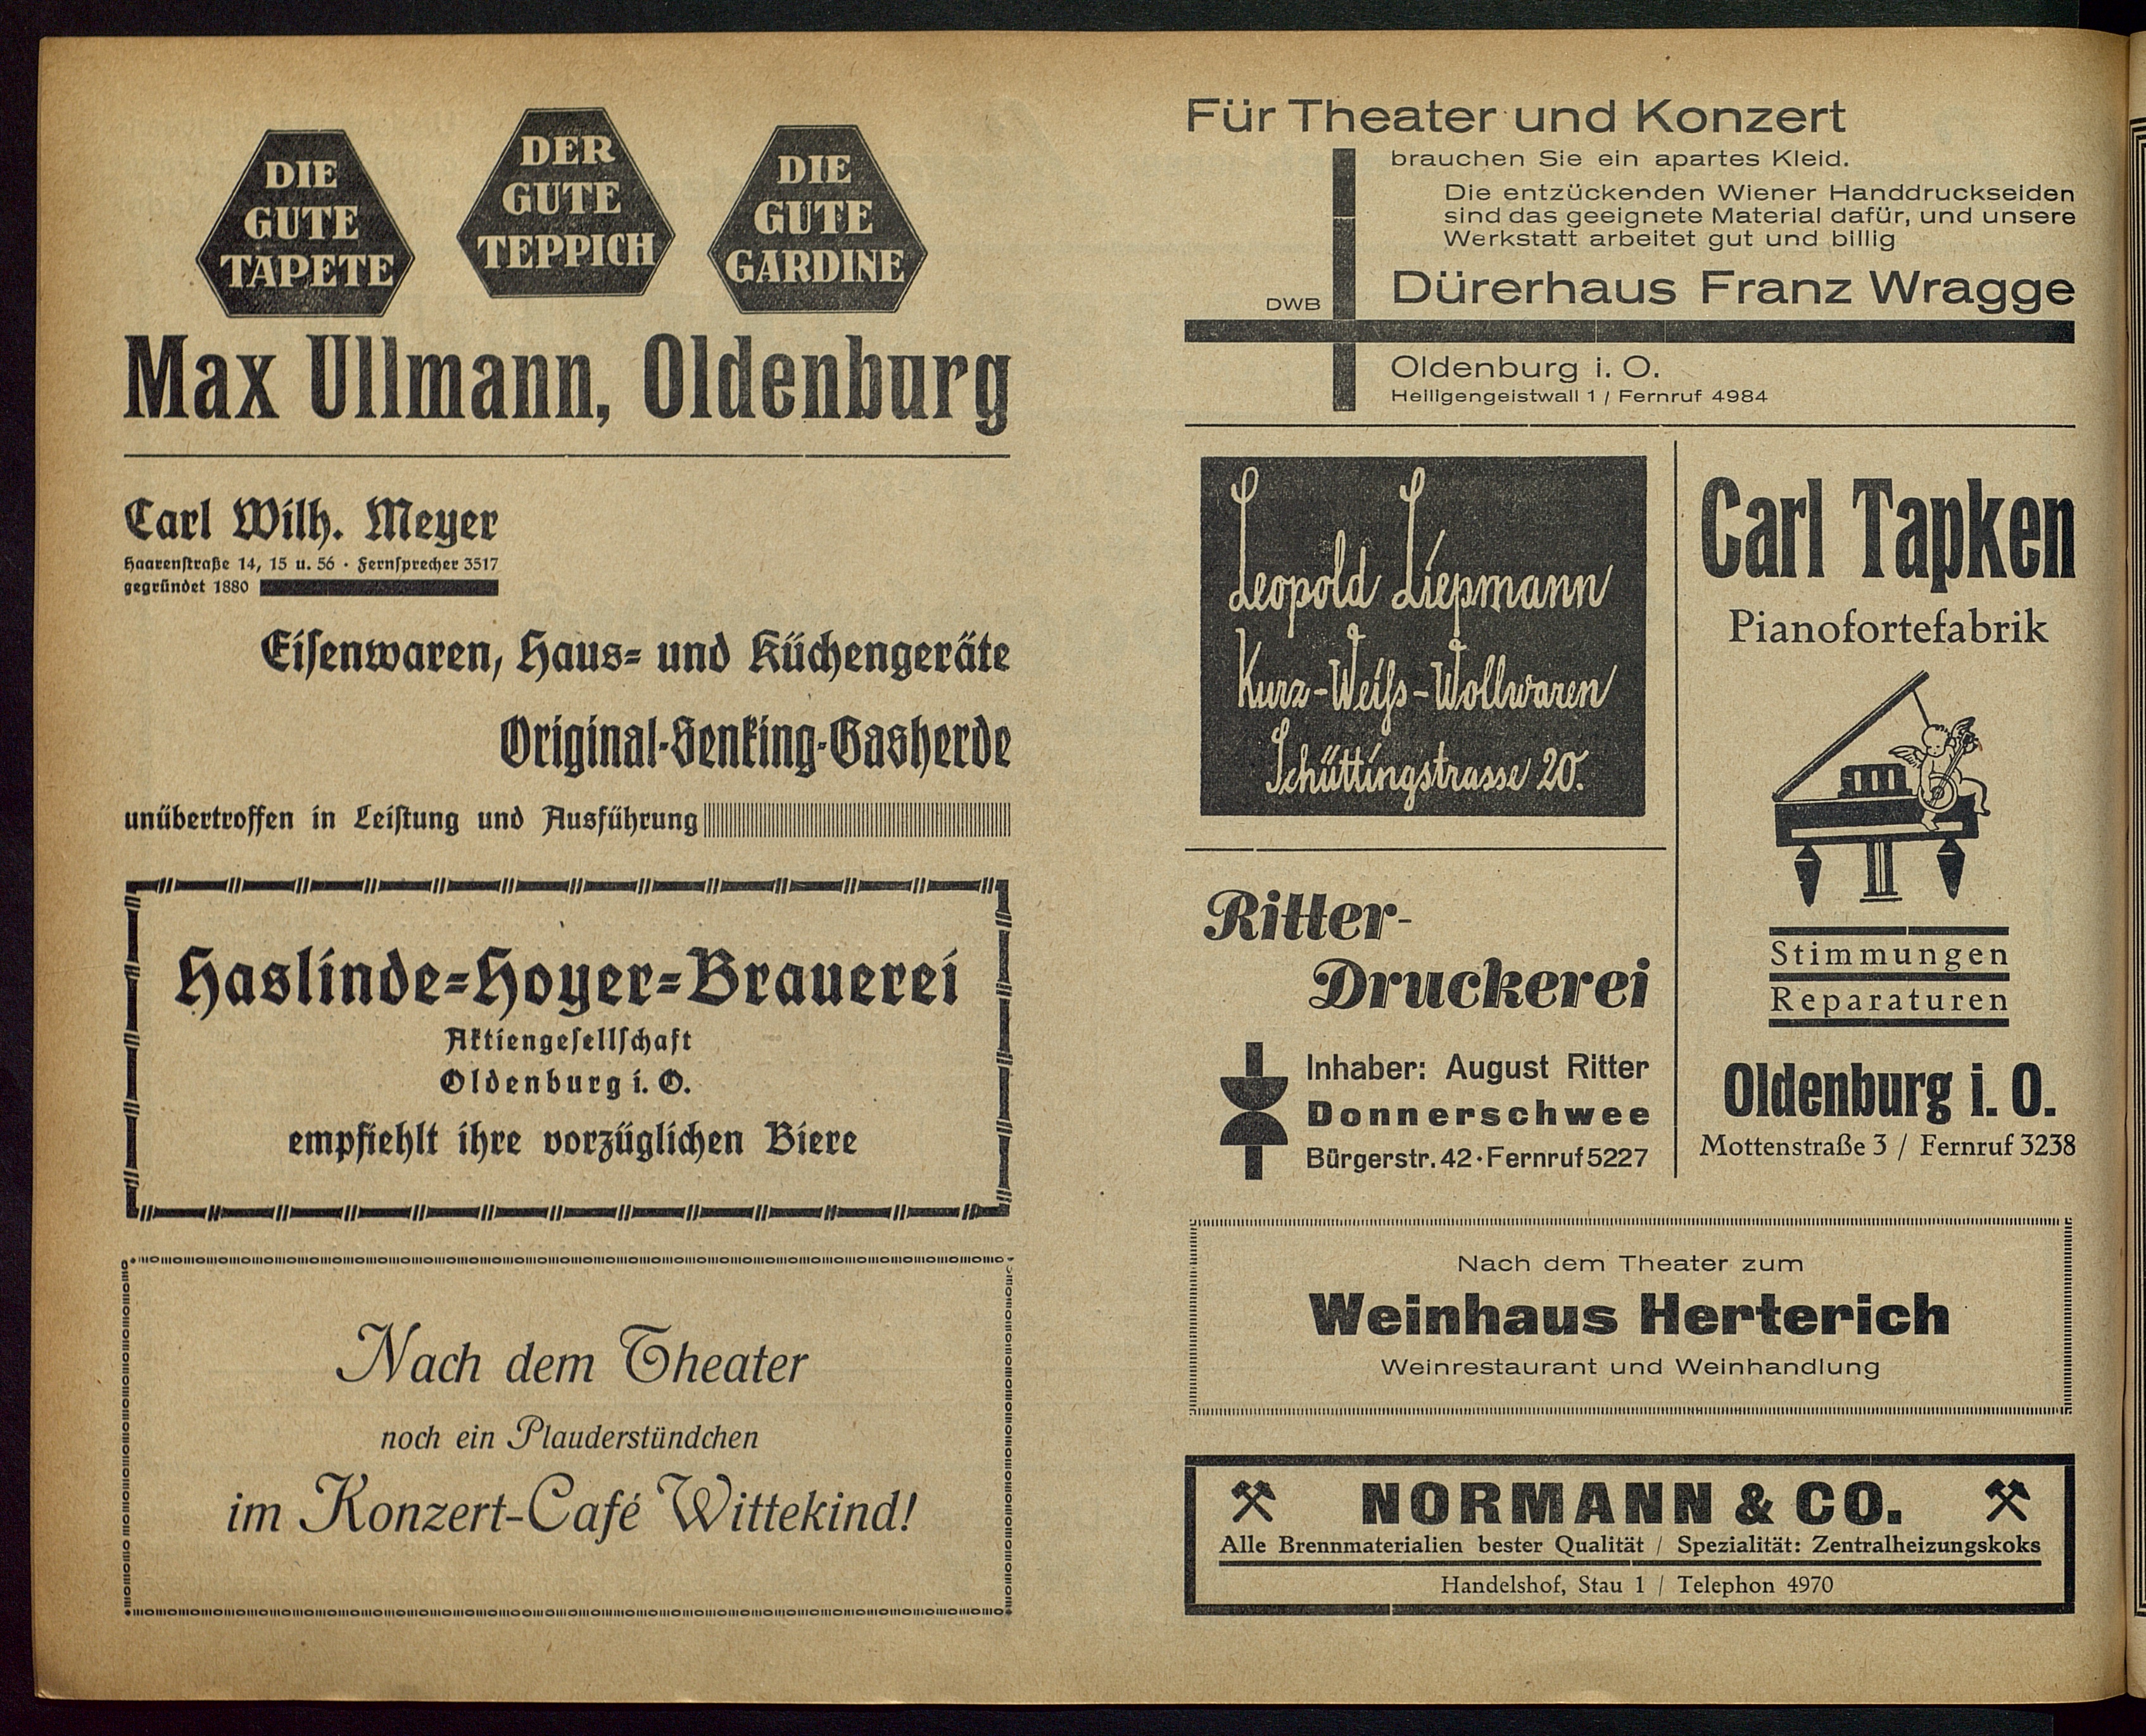 DIE
GUTE
TAPETE
DER
GUTE
TEPPICH
DIE
GUTE
GARDINE
Max Ullmann, Oldenburg
Carl Wilh. Meyer
Haarenstraße 14, 15 u. 56 · Fernsprecher 3517
gegründet 1880
Eisenwaren, Haus- und Küchengeräte
Original-Senking-Gasherde
unübertroffen in Leistung und Ausführung
Haslinde-Hoyer-Brauerei
Aktiengesellschaft
Oldenburg i. O.
empfiehlt ihre vorzüglichen Biere
Nach dem Theater
noch ein Plauderstündchen
im Konzert-Café Wittekind!
Für Theater und Konzert
brauchen Sie ein apartes Kleid.
Die entzückenden Wiener Handdruckseiden
sind das geeignete Material dafür, und unsere
Werkstatt arbeitet gut und billig
DWB
Dürerhaus Franz Wragge
Oldenburg i. O.
Heiligengeistwall 1 / Fernruf 4984
Leopold Liepmann
Kurz-Weiß-Wollwaren
Schüttingstrasse 20.
Ritter-
Druckerei
Inhaber: August Ritter
Donnerschwee
Bürgerstr. 42 · Fernruf 5227
Carl Tapken
Pianofortefabrik
Stimmungen
Reparaturen
Oldenburg i. O.
Mottenstraße 3 / Fernruf 3238
Nach dem Theater zum
Weinhaus Herterich
Weinrestaurant und Weinhandlung
NORMANN & CO.
Alle Brennmaterialien bester Qualität / Spezialität: Zentralheizungskoks
Handelshof, Stau 1 / Telephon 4970